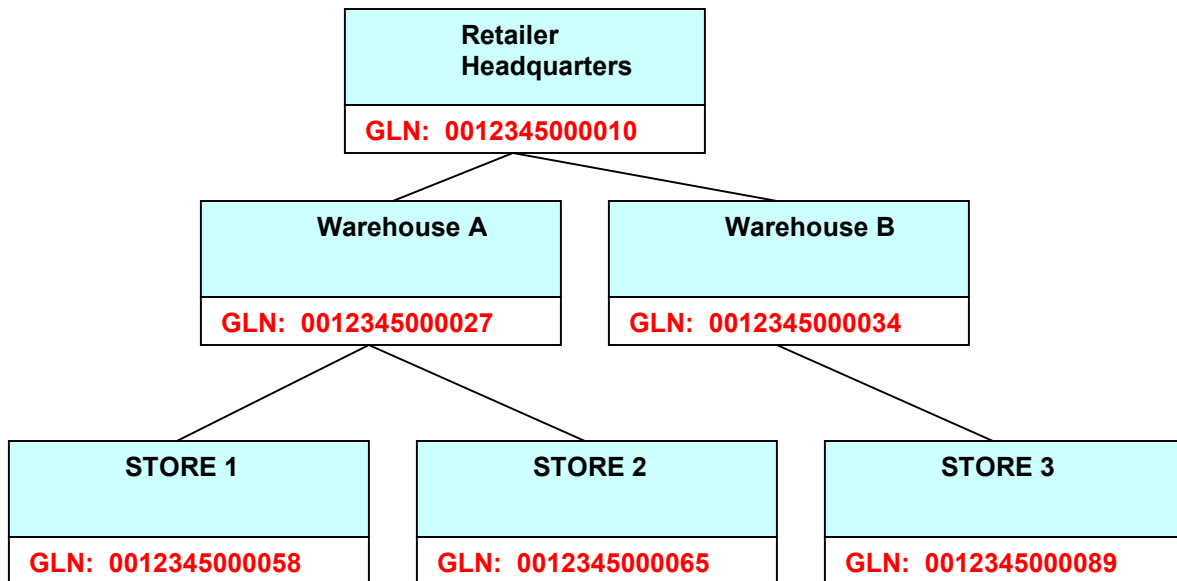 Retailer
Headquarters
GLN: 0012345000010
Warehouse A
Warehouse B
GLN: 0012345000027
GLN: 0012345000034
STORE 1
STORE 2
STORE 3
GLN: 0012345000058
GLN: 0012345000065
GLN: 0012345000089